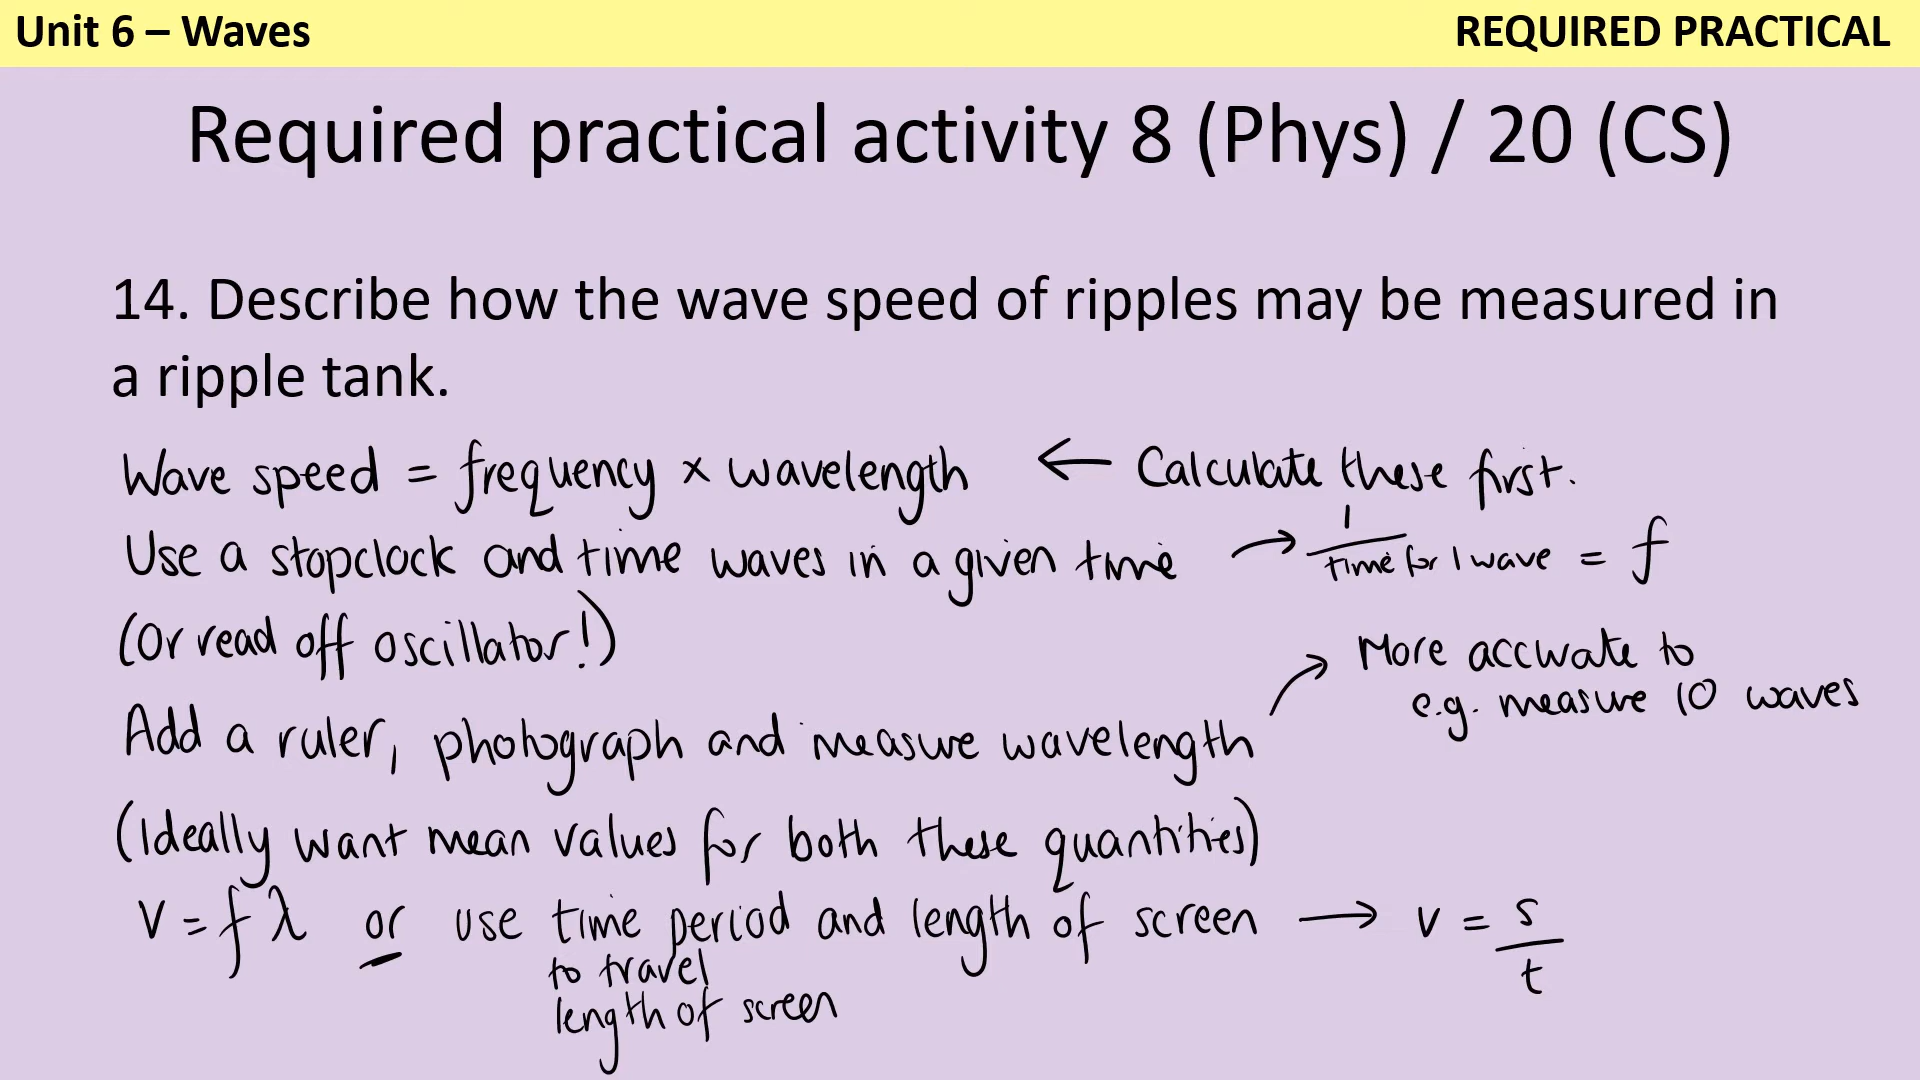 Unit 6 – Waves
REQUIRED PRACTICAL
Required practical activity 8 (Phys) / 20 (CS)
14. Describe how the wave speed of ripples may be measured in
a ripple tank.
Wave speed = frequency × wavelength ← Calculate these first.
Use a stopclock and time waves in a given time → 1/time for 1 wave = f
(Or read off oscillator!)
More accurate to
e.g. measure 10 waves
Add a ruler, photograph and measure wavelength
(Ideally want mean values for both these quantities)
V = f λ or use time period and length of screen → v = s/t
to travel
length of screen